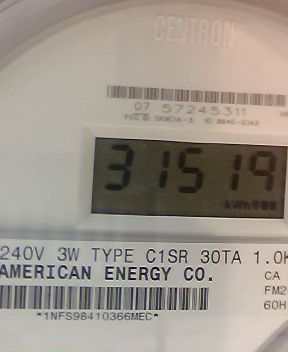 CENTRON®
07 57245311
31519
kWh
240V 3W TYPE C1SR 30TA 1.0K
AMERICAN ENERGY CO.
CA
FM2
60H
*1NFS98410366MEC*